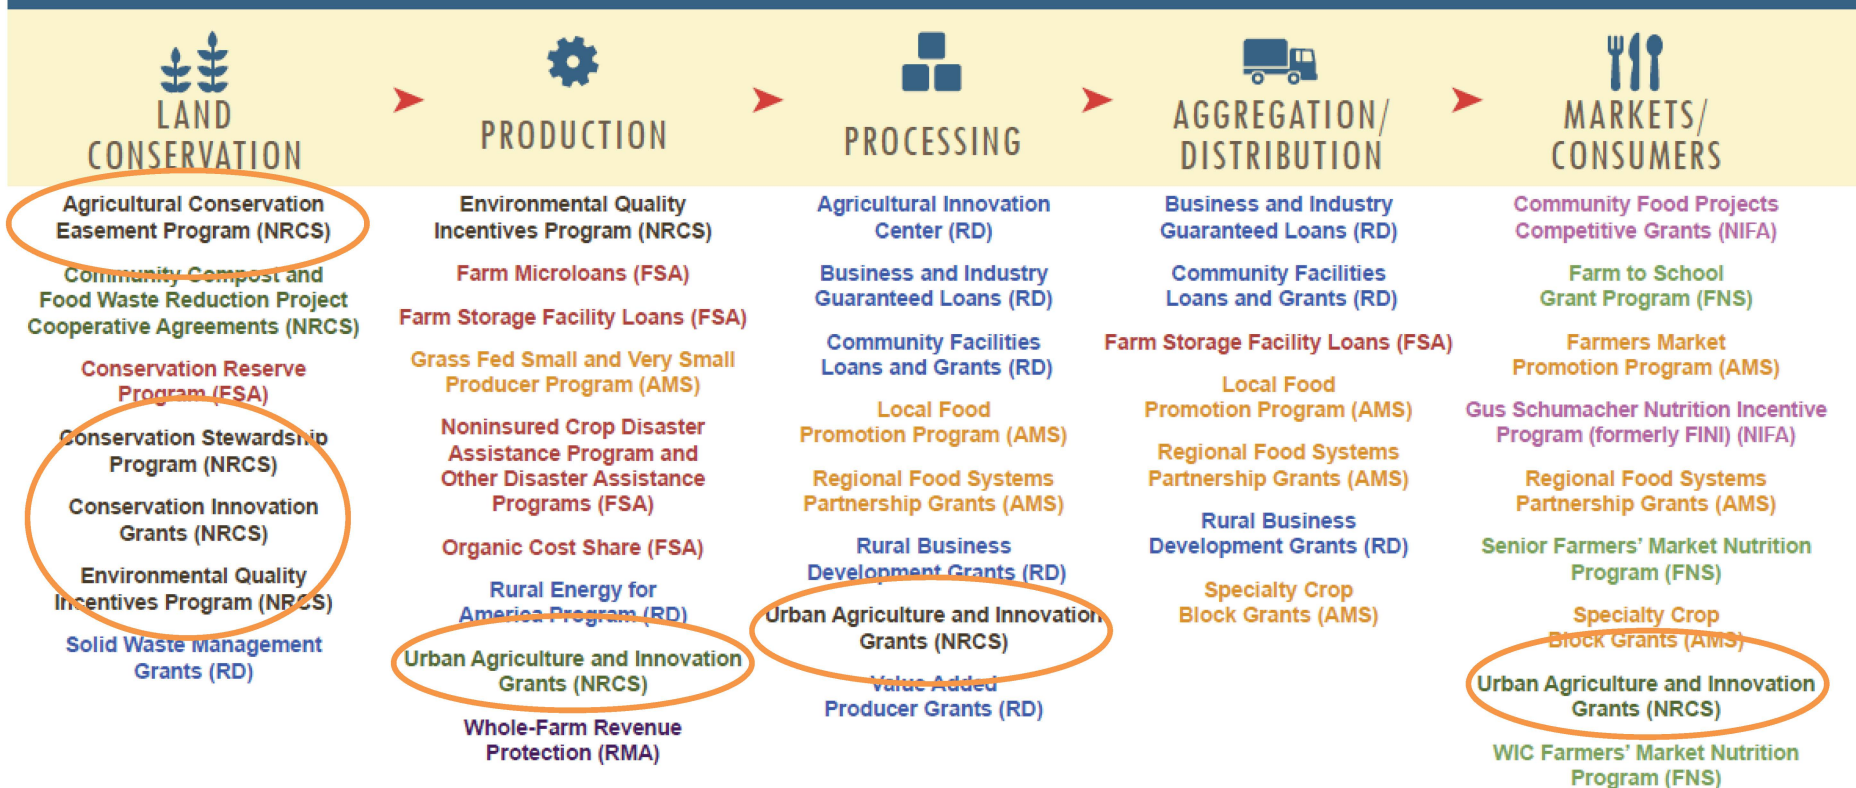 LAND
CONSERVATION
Agricultural Conservation
Easement Program (NRCS)
Community Compost and
Food Waste Reduction Project
Cooperative Agreements (NRCS)
Conservation Reserve
Program (FSA)
Conservation Stewardship
Program (NRCS)
Conservation Innovation
Grants (NRCS)
Environmental Quality
Incentives Program (NRCS)
Solid Waste Management
Grants (RD)
PRODUCTION
Environmental Quality
Incentives Program (NRCS)
Farm Microloans (FSA)
Farm Storage Facility Loans (FSA)
Grass Fed Small and Very Small
Producer Program (AMS)
Noninsured Crop Disaster
Assistance Program and
Other Disaster Assistance
Programs (FSA)
Organic Cost Share (FSA)
Rural Energy for
America Program (RD)
Urban Agriculture and Innovation
Grants (NRCS)
Whole-Farm Revenue
Protection (RMA)
PROCESSING
Agricultural Innovation
Center (RD)
Business and Industry
Guaranteed Loans (RD)
Community Facilities
Loans and Grants (RD)
Local Food
Promotion Program (AMS)
Regional Food Systems
Partnership Grants (AMS)
Rural Business
Development Grants (RD)
Urban Agriculture and Innovation
Grants (NRCS)
Value Added
Producer Grants (RD)
AGGREGATION/
DISTRIBUTION
Business and Industry
Guaranteed Loans (RD)
Community Facilities
Loans and Grants (RD)
Farm Storage Facility Loans (FSA)
Local Food
Promotion Program (AMS)
Regional Food Systems
Partnership Grants (AMS)
Rural Business
Development Grants (RD)
Specialty Crop
Block Grants (AMS)
MARKETS/
CONSUMERS
Community Food Projects
Competitive Grants (NIFA)
Farm to School
Grant Program (FNS)
Farmers Market
Promotion Program (AMS)
Gus Schumacher Nutrition Incentive
Program (formerly FINI) (NIFA)
Regional Food Systems
Partnership Grants (AMS)
Senior Farmers' Market Nutrition
Program (FNS)
Specialty Crop
Block Grants (AMS)
Urban Agriculture and Innovation
Grants (NRCS)
WIC Farmers' Market Nutrition
Program (FNS)